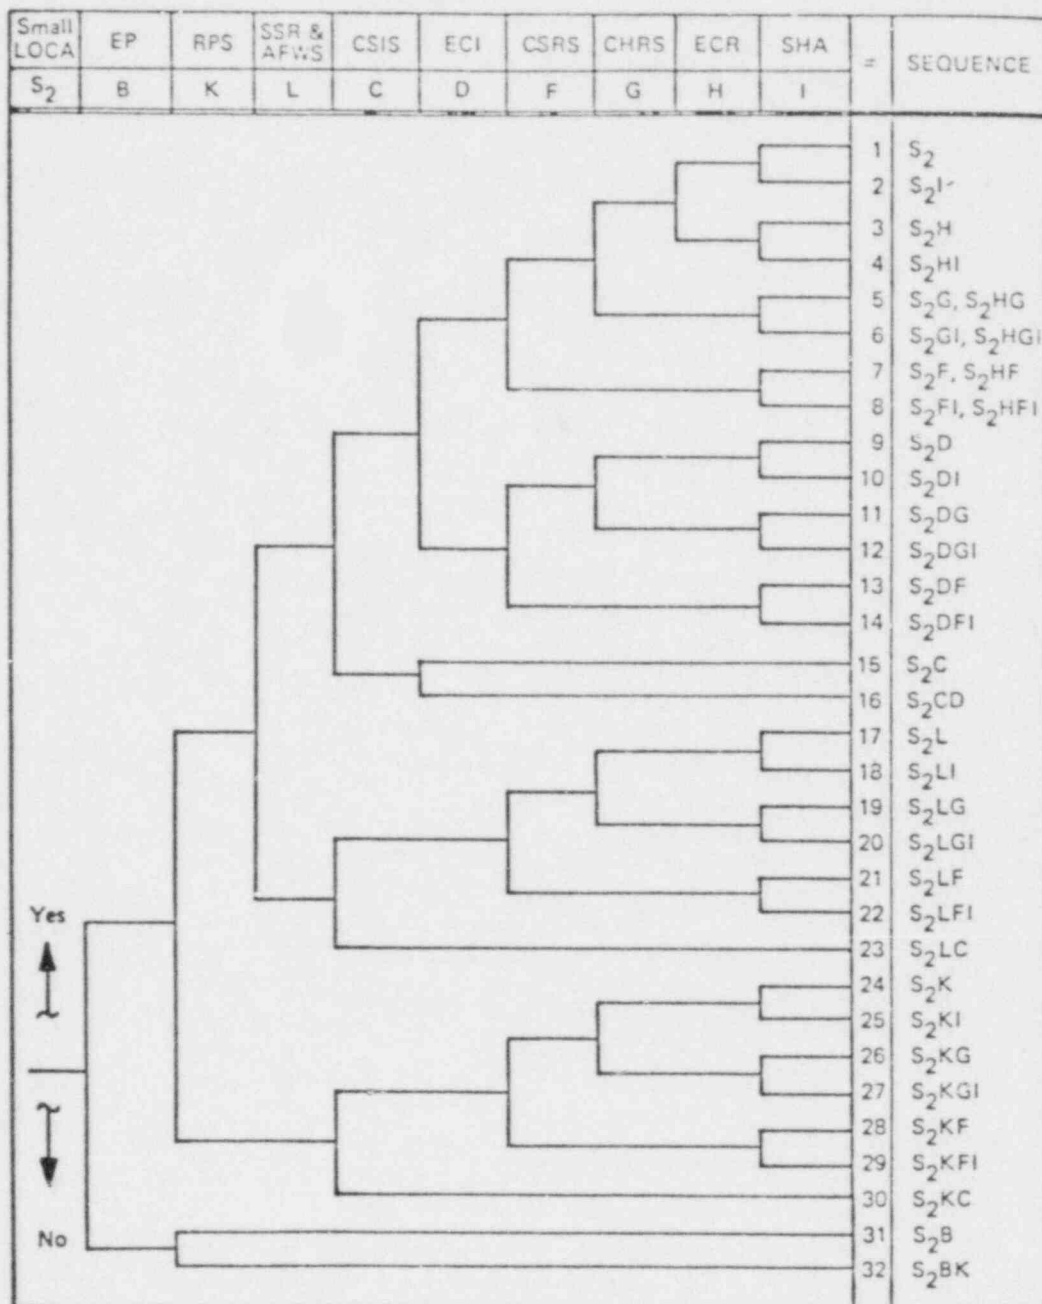 Small LOCA EP RPS SSR & AFWS CSIS ECI CSRS CHRS ECR SHA = SEQUENCE
S2 B K L C D F G H I
1 S2
2 S2I
3 S2H
4 S2HI
5 S2G, S2HG
6 S2GI, S2HGI
7 S2F, S2HF
8 S2FI, S2HFI
9 S2D
10 S2DI
11 S2DG
12 S2DGI
13 S2DF
14 S2DFI
15 S2C
16 S2CD
17 S2L
18 S2LI
19 S2LG
20 S2LGI
21 S2LF
Yes
22 S2LFI
23 S2LC
24 S2K
25 S2KI
26 S2KG
27 S2KGI
28 S2KF
29 S2KFI
30 S2KC
No
31 S2B
32 S2BK